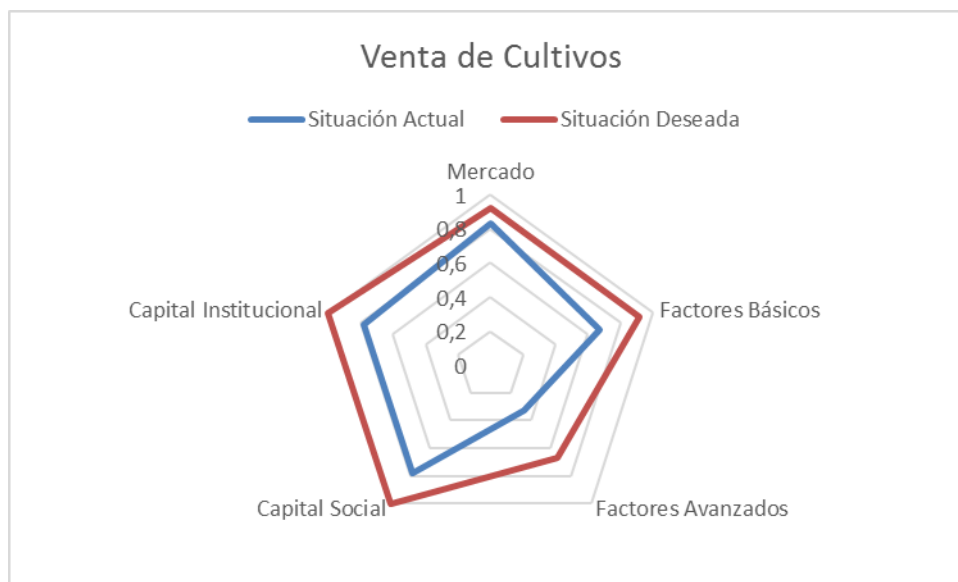 Venta de Cultivos
Situación Actual
Situación Deseada
Mercado
1
0,8
0,6
0,4
0,2
0
Capital Institucional
Factores Básicos
Capital Social
Factores Avanzados